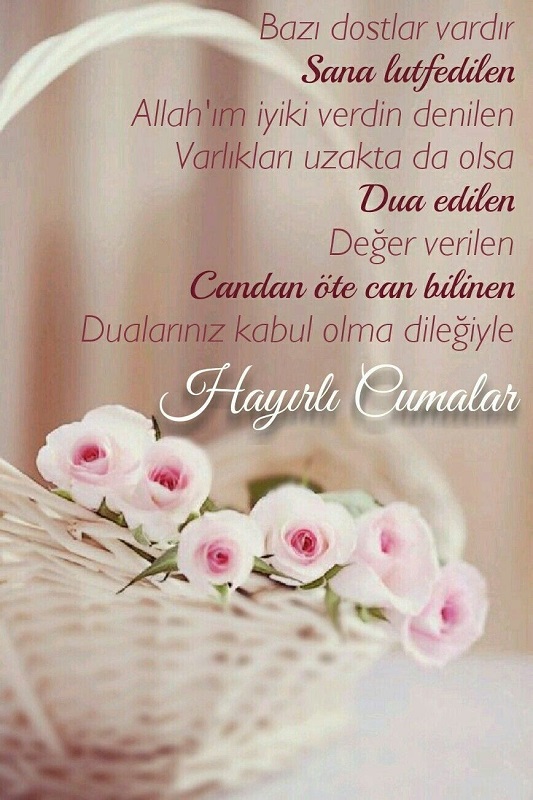 Bazı dostlar vardır
Sana lutfedilen
Allah'ım iyiki verdin denilen
Varlıkları uzakta da olsa
Dua edilen
Değer verilen
Candan öte can bilinen
Dualarınız kabul olma dileğiyle
Hayırlı Cumalar